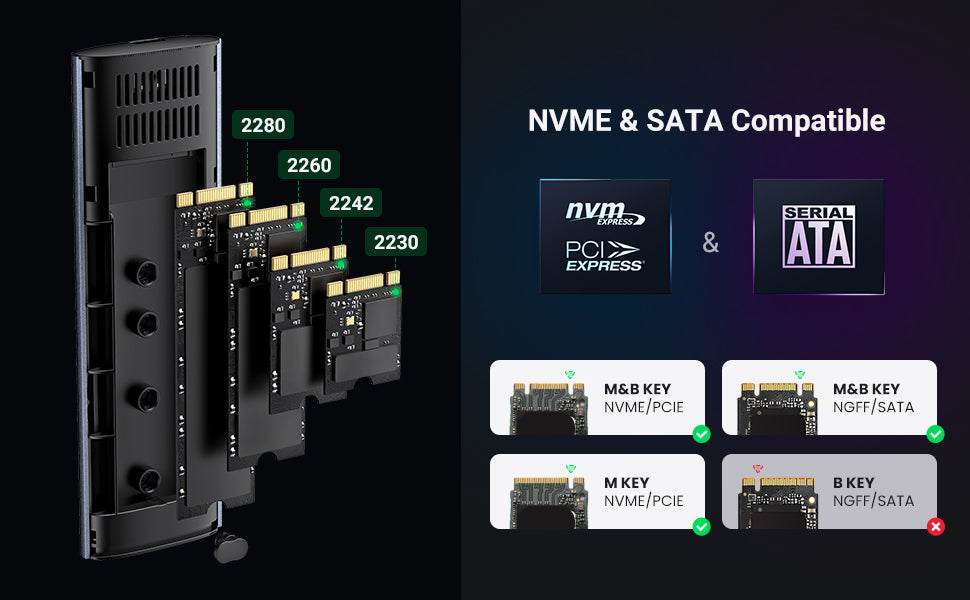 2280
2260
2242
2230
NVME & SATA Compatible
nvm
EXPRESS
PCI
EXPRESS®
&
SERIAL
ATA
M&B KEY
NVME/PCIE
M&B KEY
NGFF/SATA
M KEY
NVME/PCIE
B KEY
NGFF/SATA